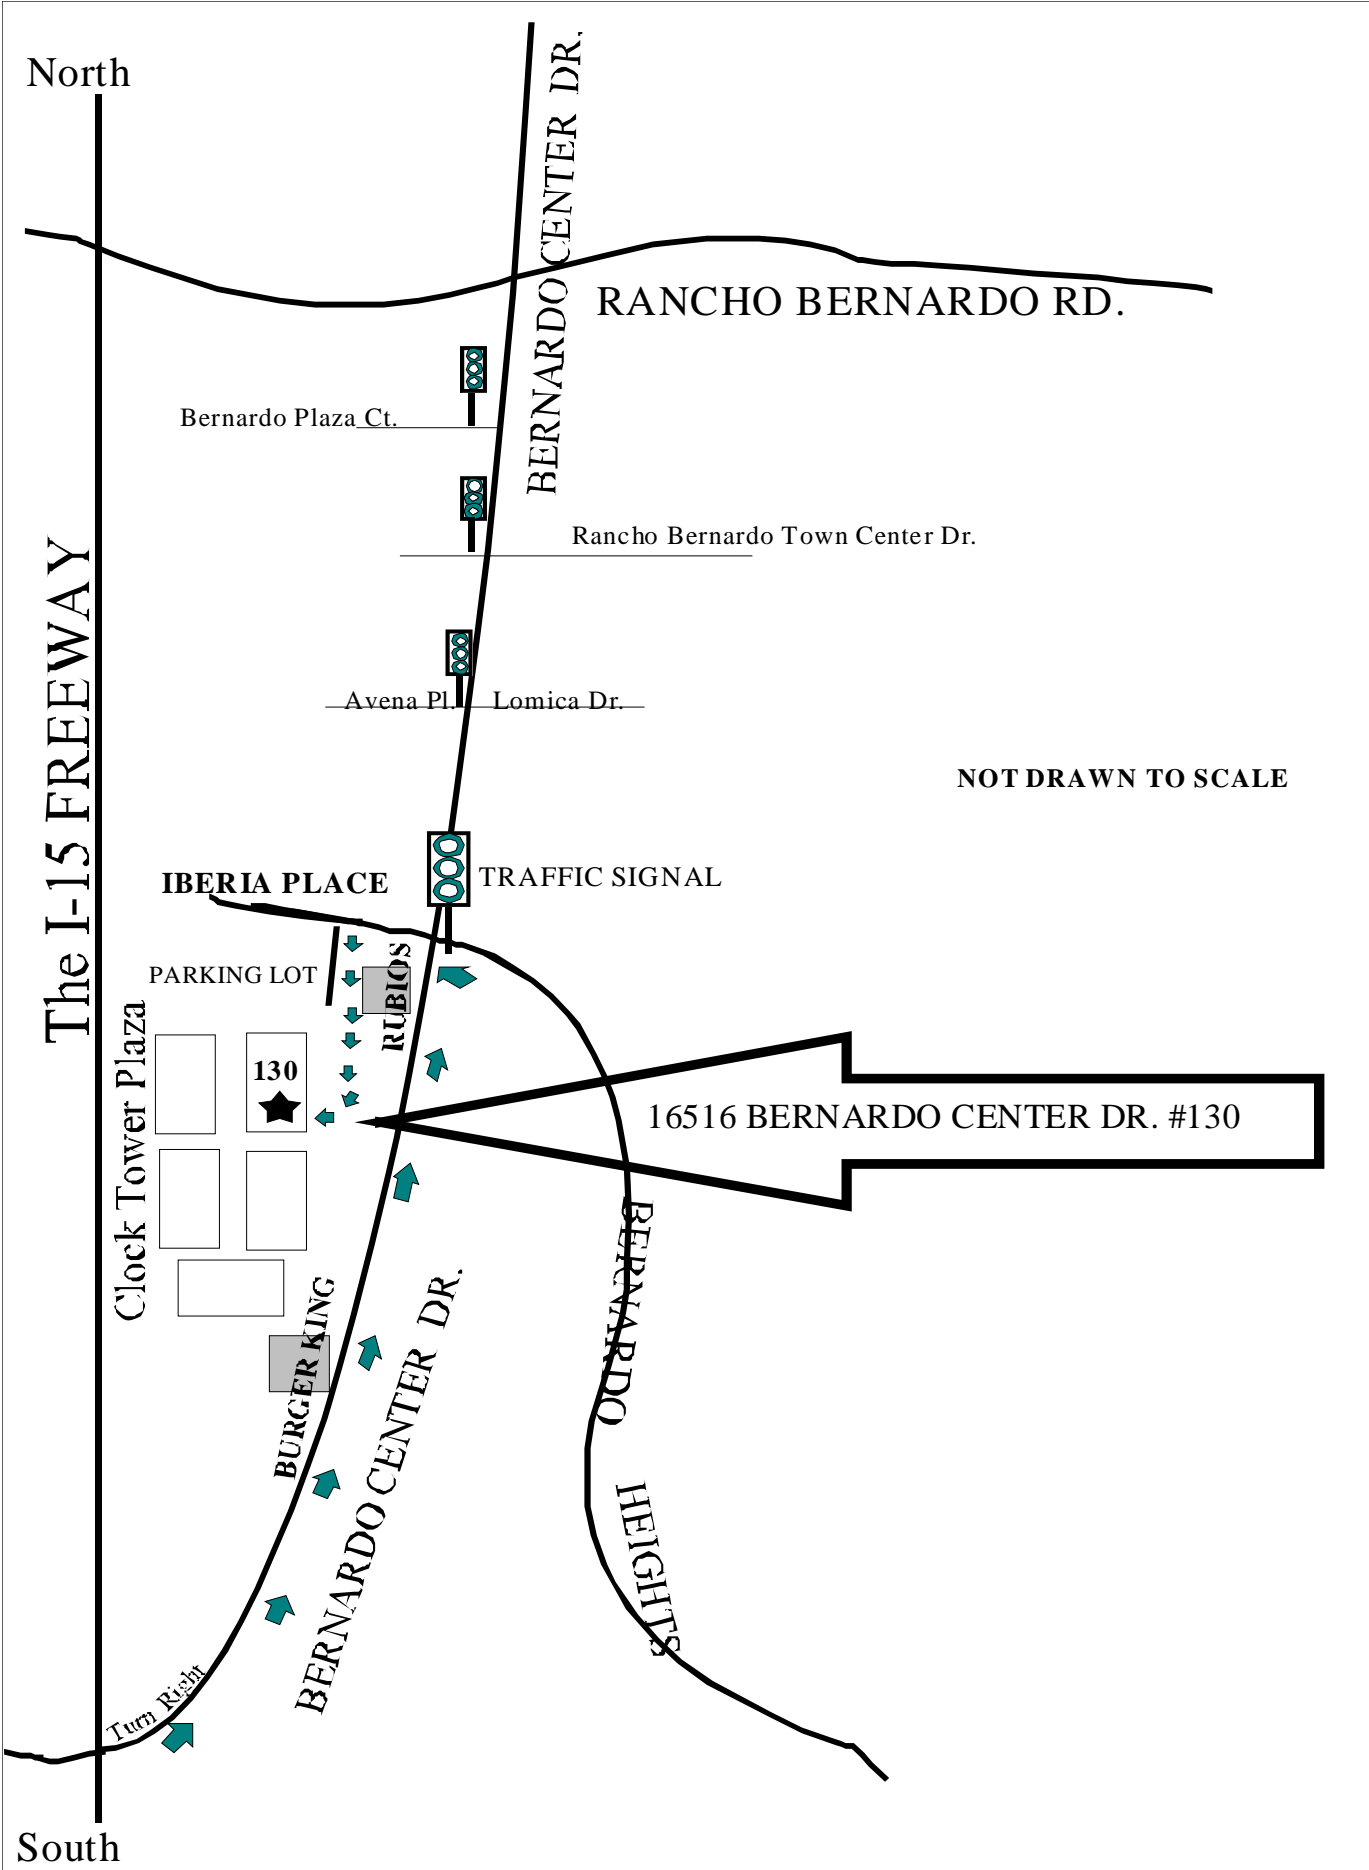 North
BERNARDO CENTER DR.
RANCHO BERNARDO RD.
Bernardo Plaza Ct.
Rancho Bernardo Town Center Dr.
The I-15 FREEWAY
Avena Pl.
Lomica Dr.
NOT DRAWN TO SCALE
IBERIA PLACE
TRAFFIC SIGNAL
RUBIOS
PARKING LOT
Clock Tower Plaza
130
16516 BERNARDO CENTER DR. #130
BERNARDO
HEIGHTS
BURGER KING
BERNARDO CENTER DR.
Turn Right
South